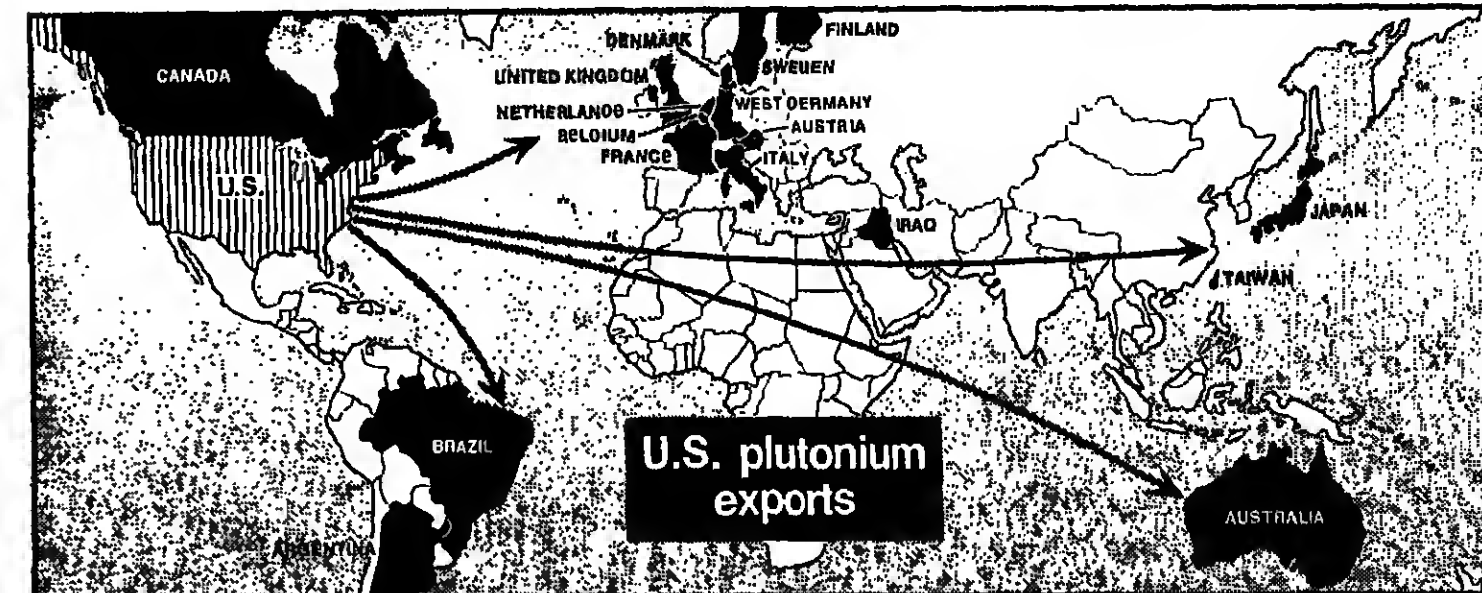 CANADA
U.S.
DENMARK
FINLAND
UNITED KINGDOM
SWEDEN
NETHERLANDS
WEST GERMANY
BELGIUM
AUSTRIA
FRANCE
ITALY
IRAQ
JAPAN
TAIWAN
BRAZIL
U.S. plutonium
exports
ARGENTINA
AUSTRALIA